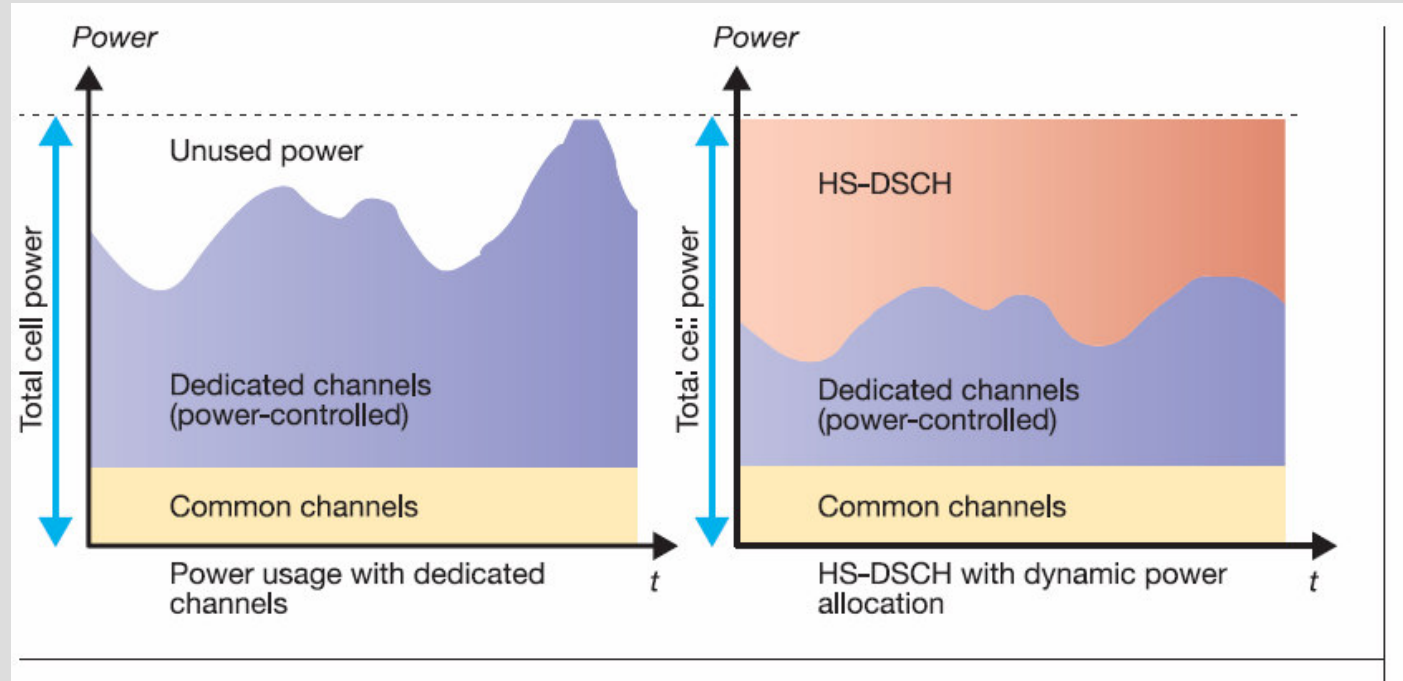 Power
Unused power
Total cell power
Dedicated channels
(power-controlled)
Common channels
t
Power usage with dedicated
channels
Power
HS-DSCH
Total cell power
Dedicated channels
(power-controlled)
Common channels
t
HS-DSCH with dynamic power
allocation